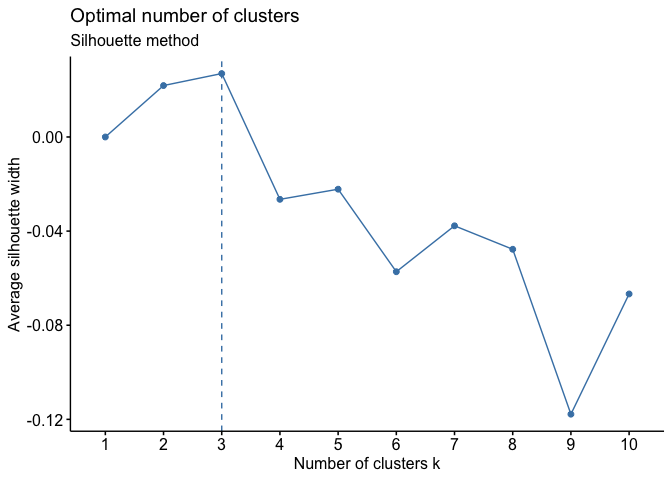 Optimal number of clusters
Silhouette method
Average silhouette width
0.00
-0.04
-0.08
-0.12
1 2 3 4 5 6 7 8 9 10
Number of clusters k